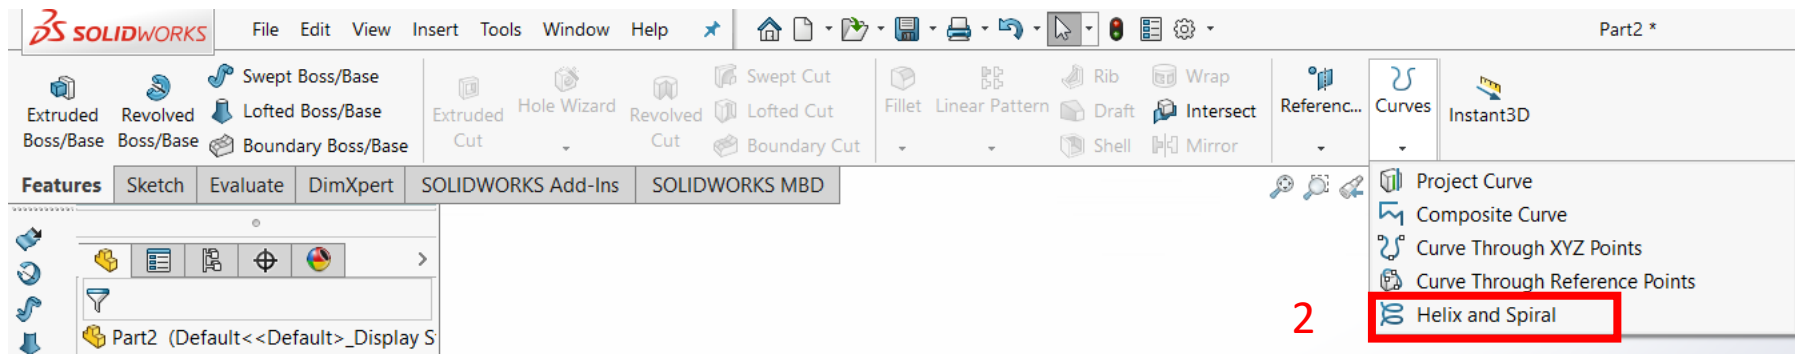 SOLIDWORKS File Edit View Insert Tools Window Help Part2 *
Extruded Boss/Base
Revolved Boss/Base
Swept Boss/Base
Lofted Boss/Base
Boundary Boss/Base
Extruded Cut
Hole Wizard
Revolved Cut
Swept Cut
Lofted Cut
Boundary Cut
Fillet
Linear Pattern
Rib
Draft
Shell
Wrap
Intersect
Mirror
Referenc...
Curves
Instant3D
Features Sketch Evaluate DimXpert SOLIDWORKS Add-Ins SOLIDWORKS MBD
Project Curve
Composite Curve
Curve Through XYZ Points
Curve Through Reference Points
2 Helix and Spiral
Part2 (Default<<Default>_Display S